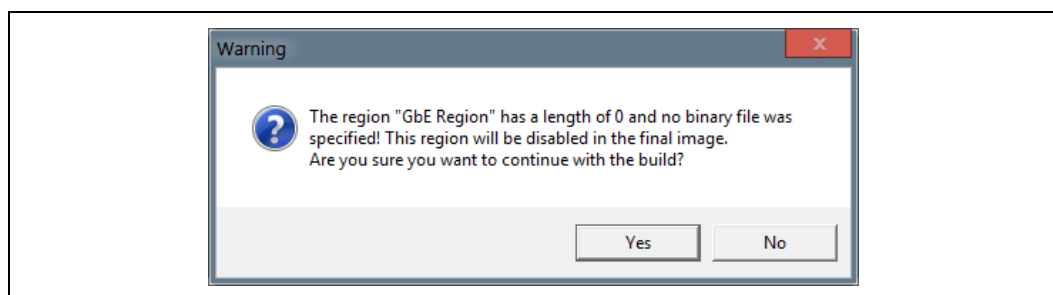 Warning
The region "GbE Region" has a length of 0 and no binary file was
specified! This region will be disabled in the final image.
Are you sure you want to continue with the build?
Yes
No